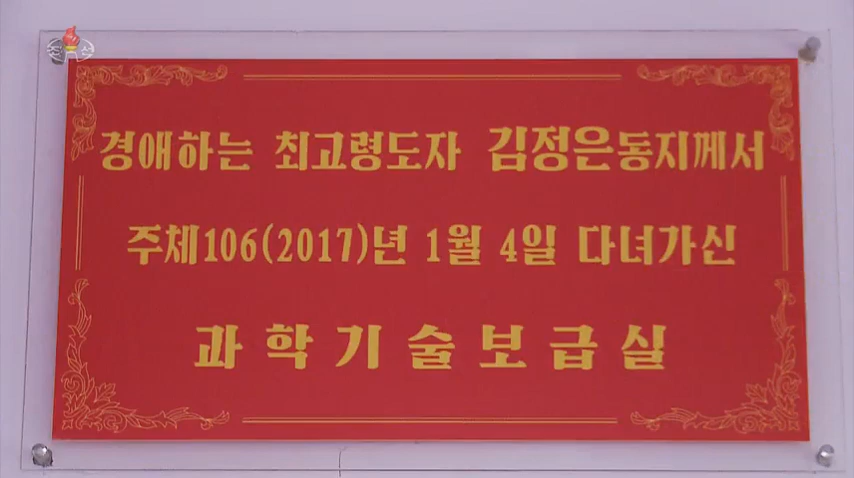 조선
경애하는 최고령도자 김정은동지께서
주체106(2017)년 1월 4일 다녀가신
과학기술보급실